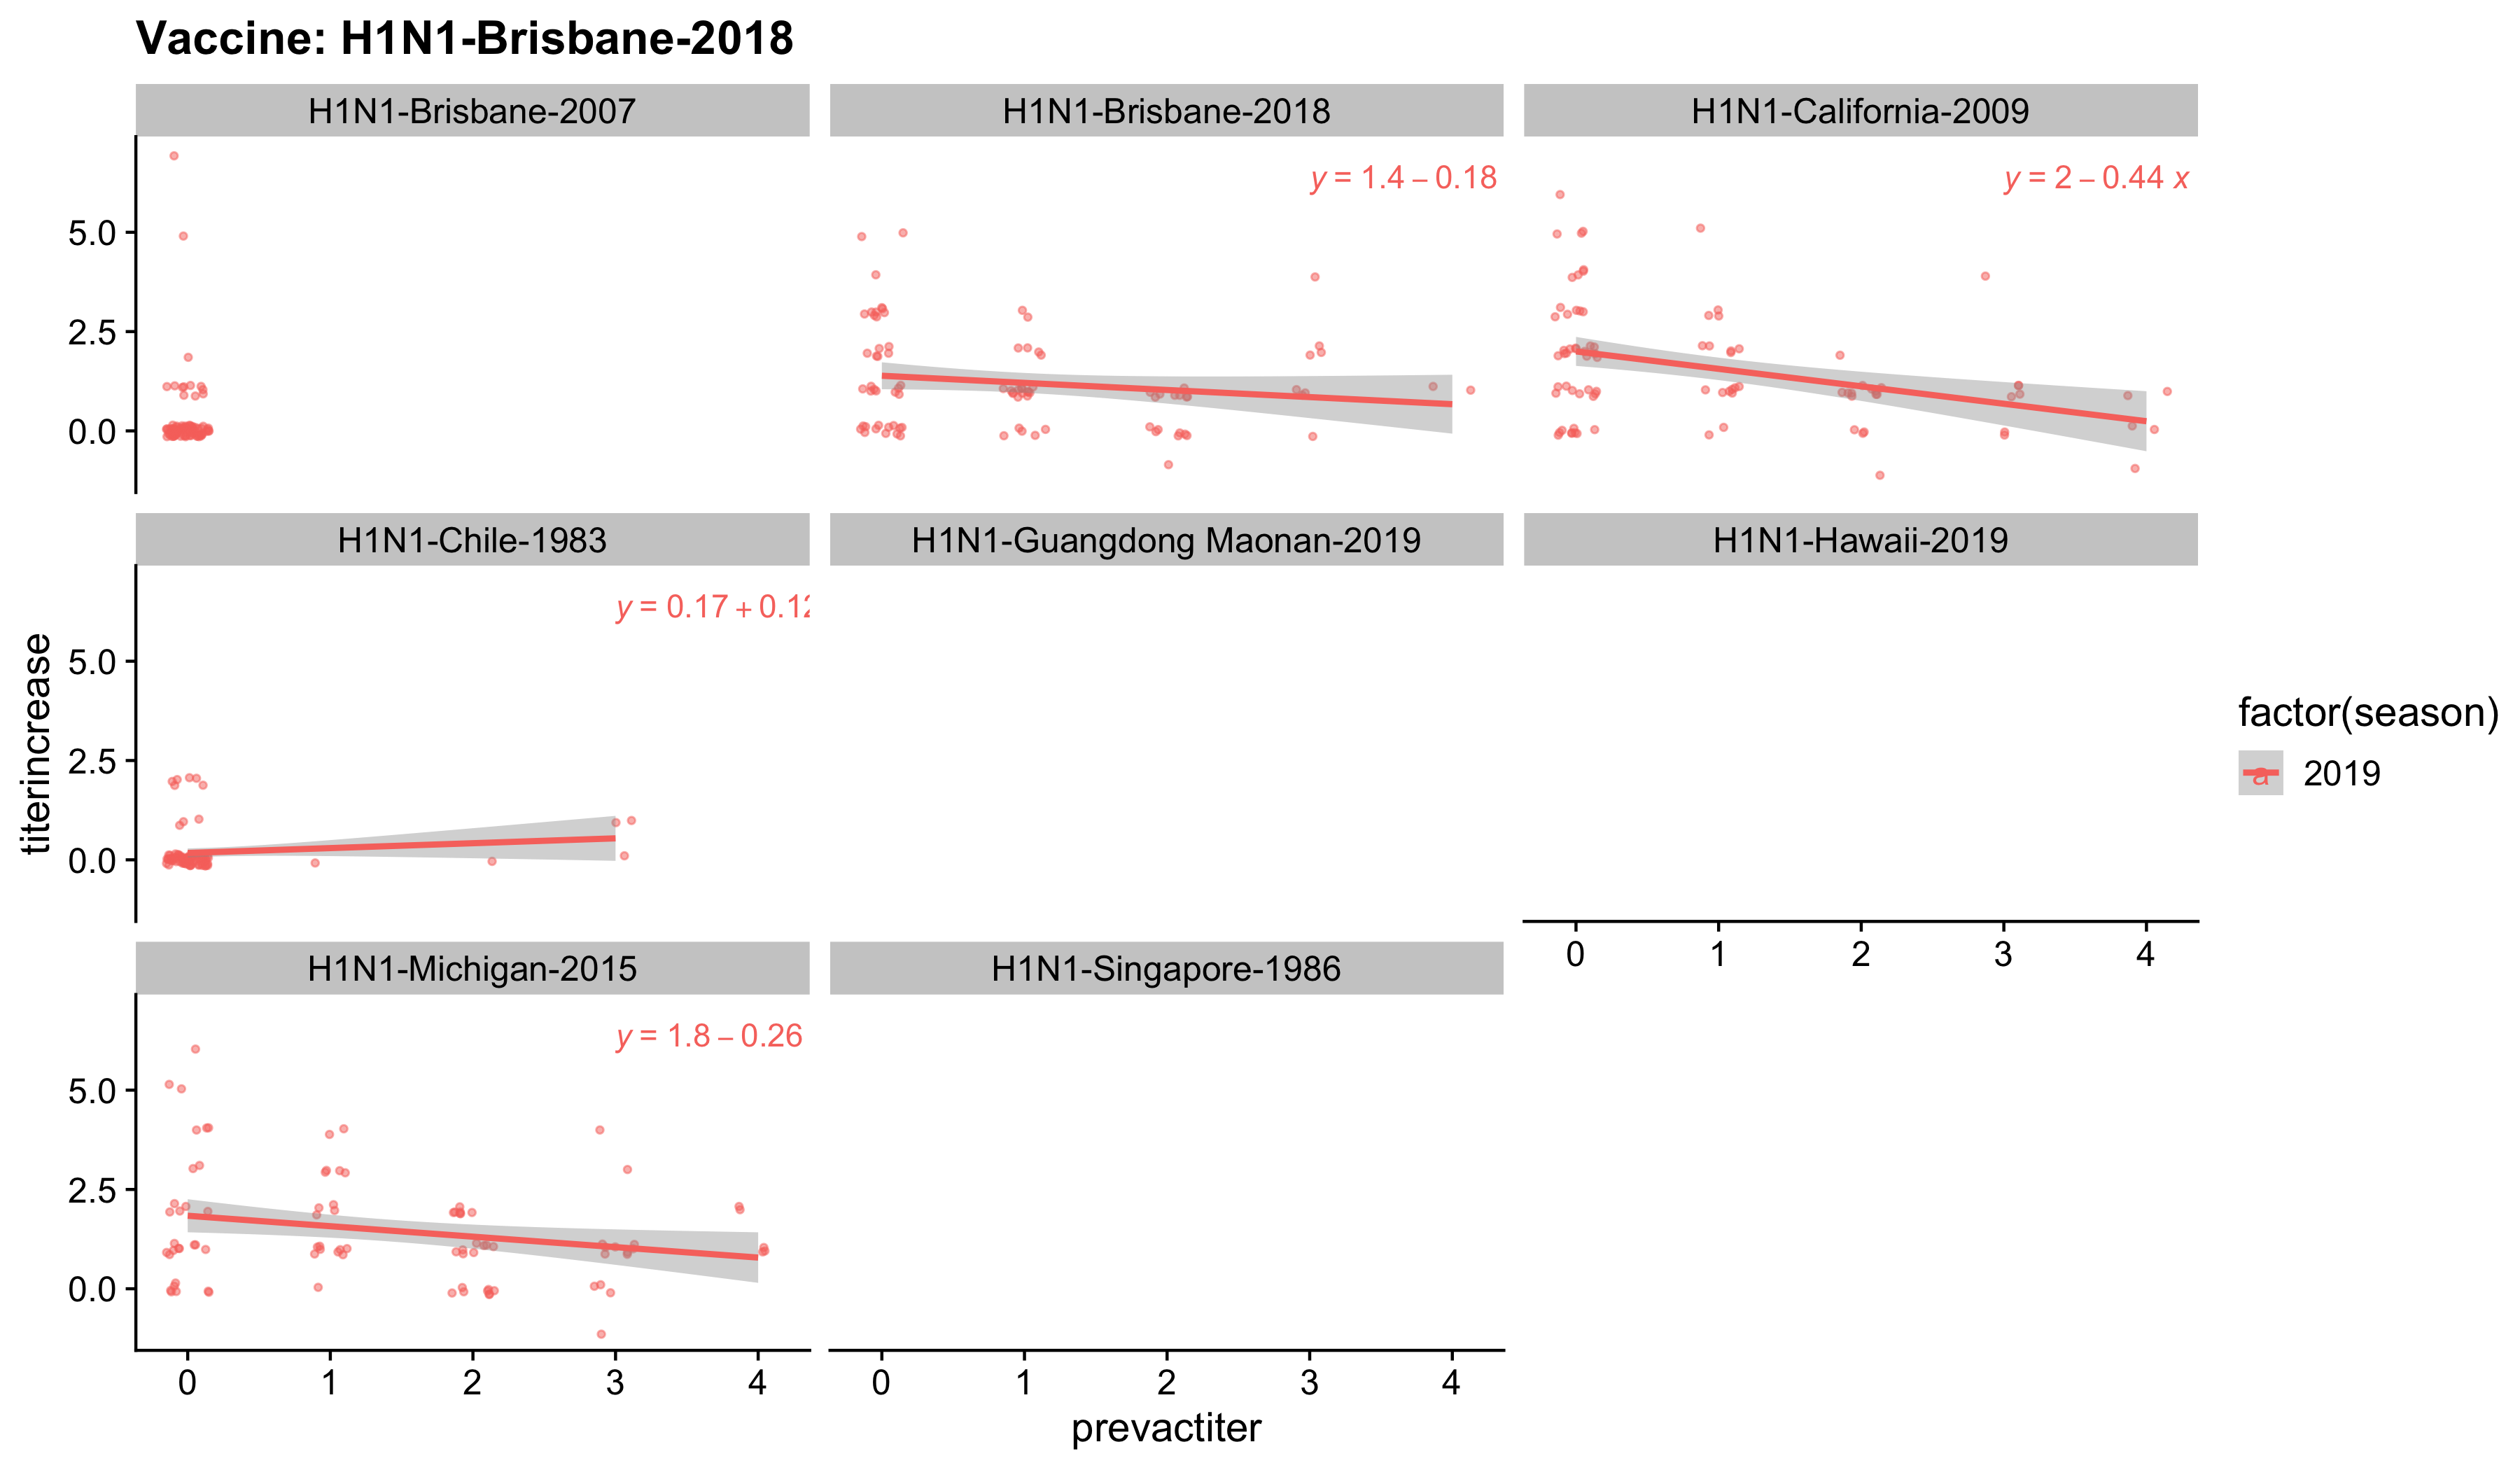 Vaccine: H1N1-Brisbane-2018
H1N1-Brisbane-2007
H1N1-Brisbane-2018
H1N1-California-2009
y = 1.4 – 0.18
y = 2 – 0.44 x
5.0
2.5
0.0
H1N1-Chile-1983
H1N1-Guangdong Maonan-2019
H1N1-Hawaii-2019
y = 0.17 + 0.12
5.0
2.5
0.0
0 1 2 3 4
H1N1-Michigan-2015
H1N1-Singapore-1986
y = 1.8 – 0.26
5.0
2.5
0.0
0 1 2 3 4
0 1 2 3 4
titerincrease
prevactiter
factor(season)
a 2019